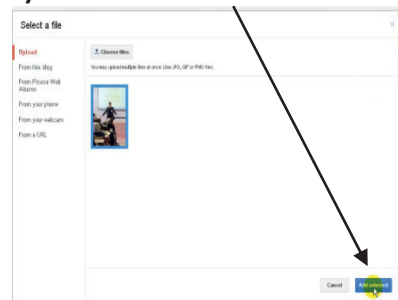 Select a file
Upload
Choose files
You may upload multiple files at once. Use JPG, GIF or PNG files.
From this blog
From Picasa Web
Albums
From your phone
From your webcam
From a URL
Cancel
Add selected